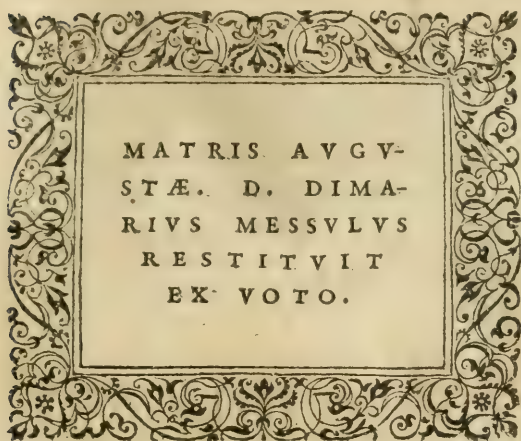 MATRIS AVGV-
STÆ. D. DIMA-
RIVS MESSVLVS
RESTITVIT
EX VOTO.